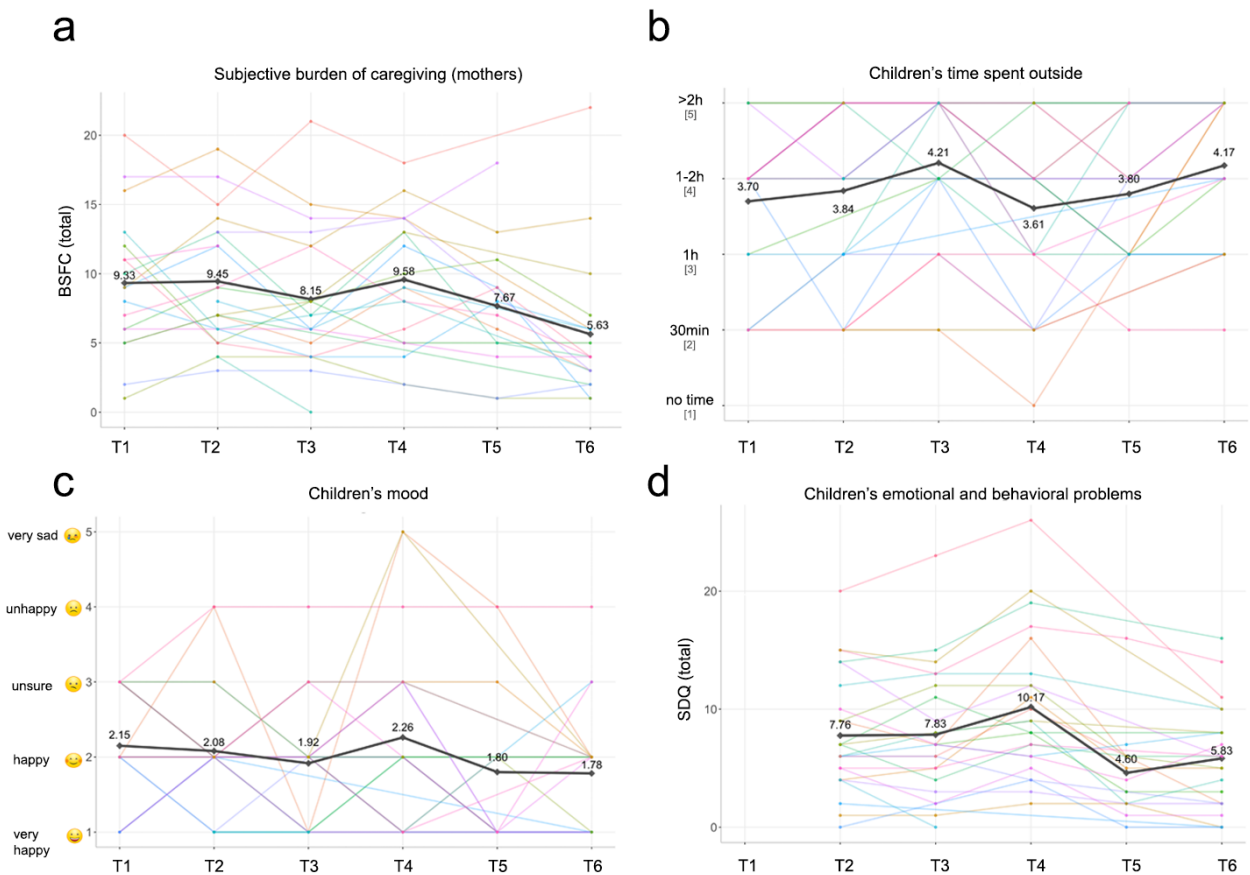 a
Subjective burden of caregiving (mothers)
BSFC (total)
20
15
10
5
0
9.33
9.45
8.15
9.58
7.67
5.63
T1 T2 T3 T4 T5 T6
b
Children's time spent outside
>2h
[5]
1-2h
[4]
1h
[3]
30min
[2]
no time
[1]
3.70
3.84
4.21
3.61
3.80
4.17
T1 T2 T3 T4 T5 T6
c
Children's mood
very sad 5
unhappy 4
unsure 3
happy 2
very
happy 1
2.15
2.08
1.92
2.26
1.80
1.78
T1 T2 T3 T4 T5 T6
d
Children's emotional and behavioral problems
SDQ (total)
20
10
0
7.76
7.83
10.17
4.60
5.83
T1 T2 T3 T4 T5 T6